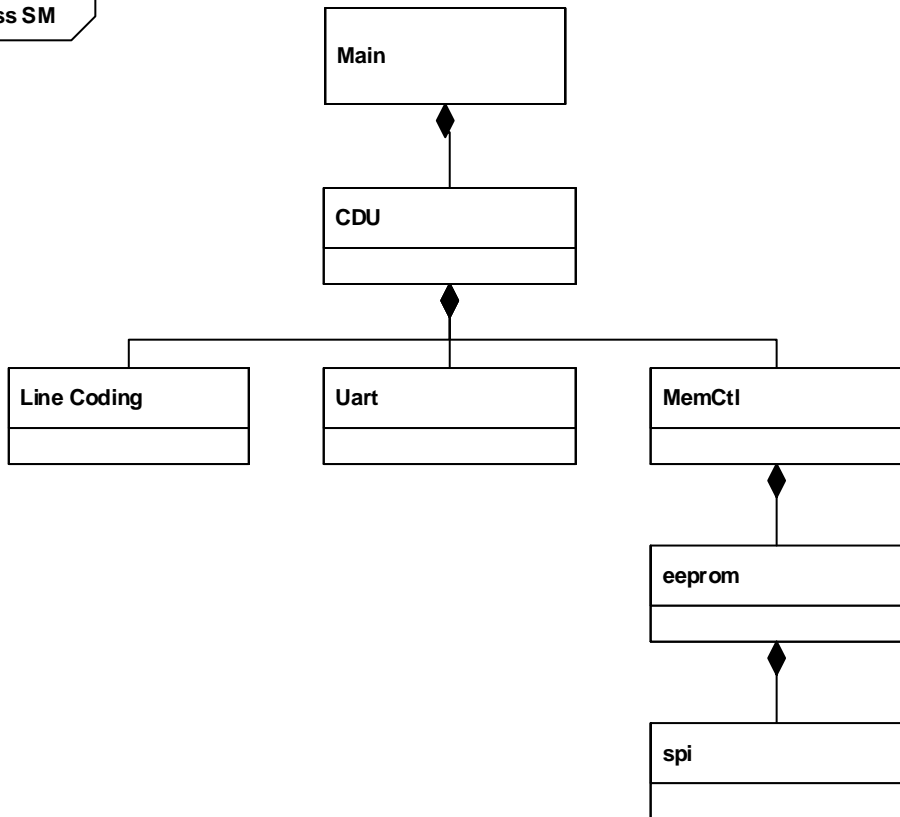 ss SM
Main
CDU
Line Coding
Uart
MemCtl
eeprom
spi